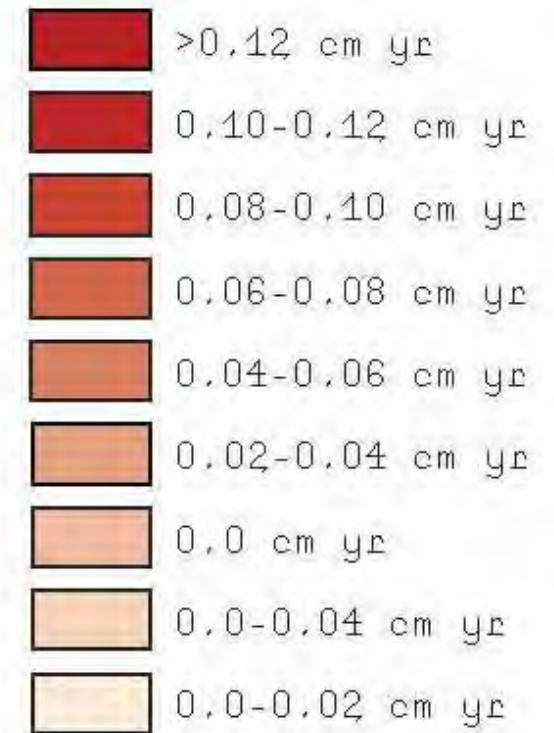 >0.12 cm yr
0.10-0.12 cm yr
0.08-0.10 cm yr
0.06-0.08 cm yr
0.04-0.06 cm yr
0.02-0.04 cm yr
0.0 cm yr
0.0-0.04 cm yr
0.0-0.02 cm yr